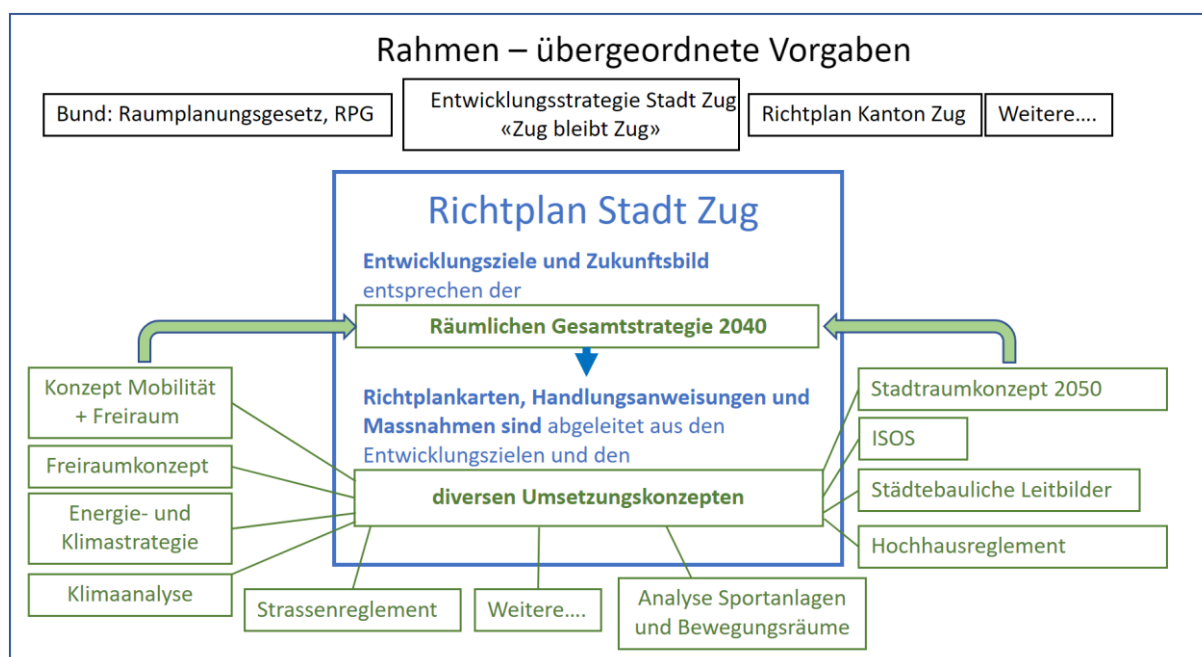 Rahmen – übergeordnete Vorgaben
Bund: Raumplanungsgesetz, RPG
Entwicklungsstrategie Stadt Zug
«Zug bleibt Zug»
Richtplan Kanton Zug
Weitere....
Richtplan Stadt Zug
Entwicklungsziele und Zukunftsbild
entsprechen der
Räumlichen Gesamtstrategie 2040
Richtplankarten, Handlungsanweisungen und
Massnahmen sind abgeleitet aus den
Entwicklungszielen und den
diversen Umsetzungskonzepten
Konzept Mobilität
+ Freiraum
Freiraumkonzept
Energie- und
Klimastrategie
Klimaanalyse
Strassenreglement
Weitere....
Analyse Sportanlagen
und Bewegungsräume
Stadtraumkonzept 2050
ISOS
Städtebauliche Leitbilder
Hochhausreglement